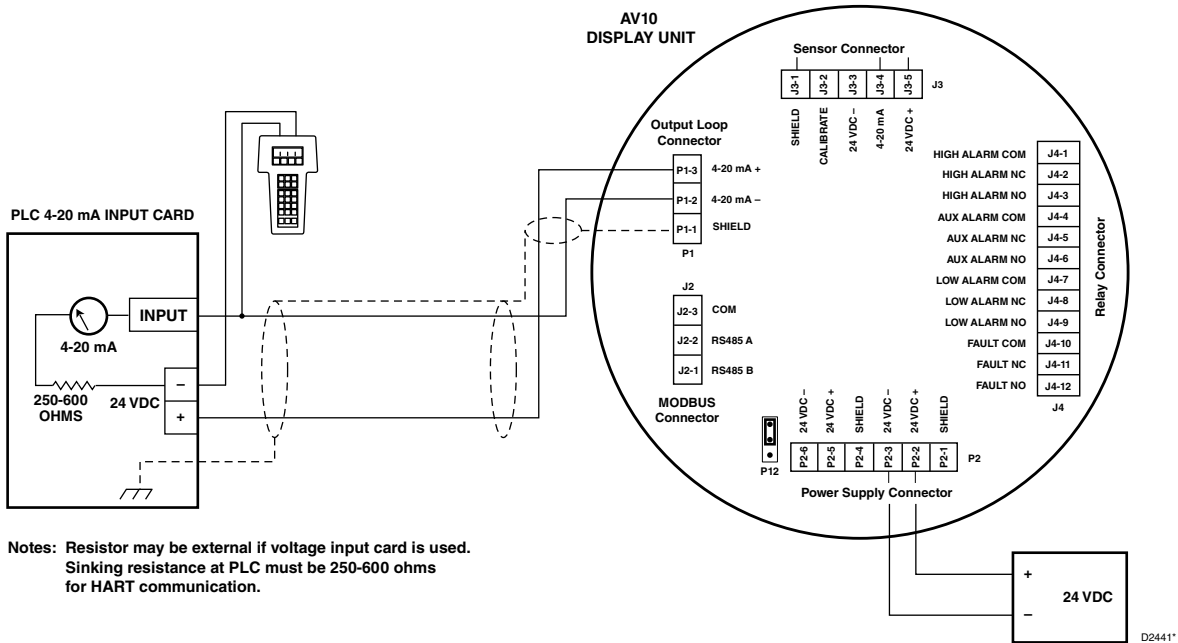 AV10
DISPLAY UNIT
Sensor Connector
J3-1
J3-2
J3-3
J3-4
J3-5
J3
SHIELD
CALIBRATE
24 VDC –
4-20 mA
24 VDC +
Output Loop
Connector
P1-3
4-20 mA +
P1-2
4-20 mA –
P1-1
SHIELD
P1
HIGH ALARM COM
J4-1
HIGH ALARM NC
J4-2
HIGH ALARM NO
J4-3
AUX ALARM COM
J4-4
AUX ALARM NC
J4-5
AUX ALARM NO
J4-6
LOW ALARM COM
J4-7
LOW ALARM NC
J4-8
LOW ALARM NO
J4-9
FAULT COM
J4-10
FAULT NC
J4-11
FAULT NO
J4-12
J4
Relay Connector
PLC 4-20 mA INPUT CARD
INPUT
4-20 mA
250-600
OHMS
24 VDC
–
+
J2
J2-3
COM
J2-2
RS485 A
J2-1
RS485 B
MODBUS
Connector
P12
24 VDC –
24 VDC +
SHIELD
24 VDC –
24 VDC +
SHIELD
P2-6
P2-5
P2-4
P2-3
P2-2
P2-1
P2
Power Supply Connector
Notes: Resistor may be external if voltage input card is used.
Sinking resistance at PLC must be 250-600 ohms
for HART communication.
+
24 VDC
–
D2441*